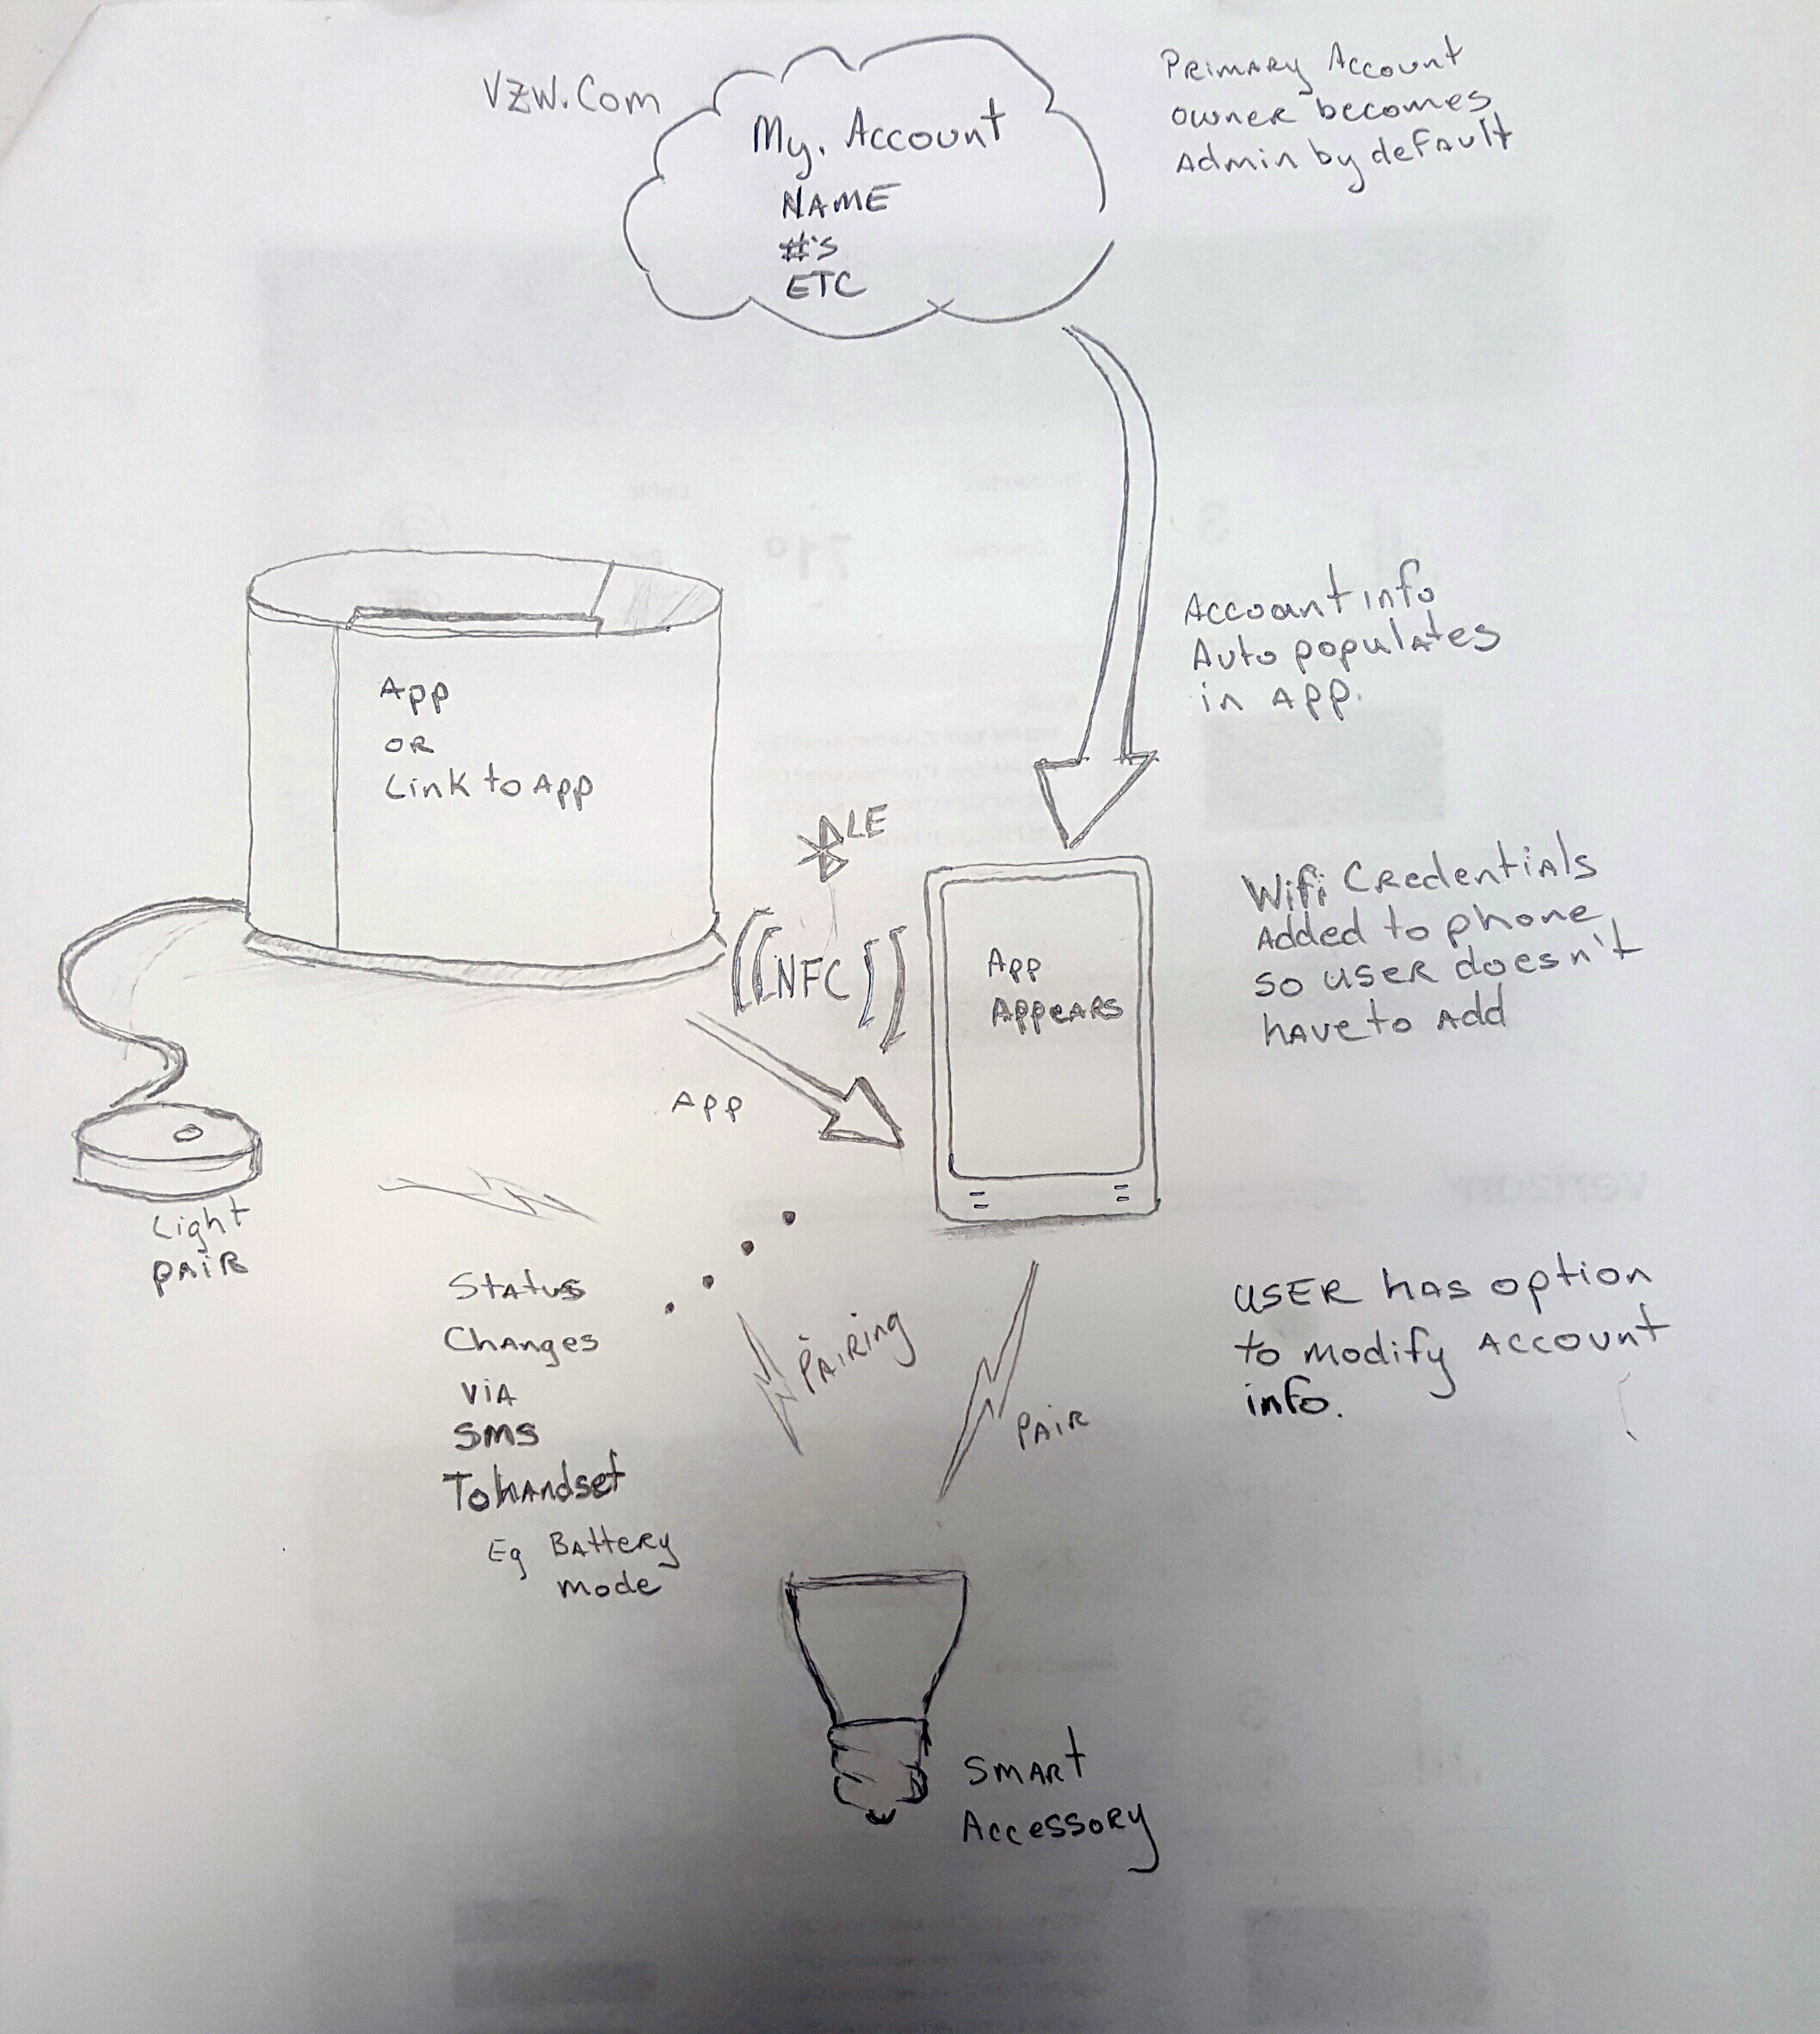 VZW.Com
My. Account
NAME
#'s
ETC
Primary Account
owner becomes
Admin by default
Account info
Auto populates
in App.
App
OR
Link to App
LE
NFC
App
Appears
Wifi Credentials
Added to phone,
so user doesn't
have to Add
App
Light
pair
Status
Changes
via
SMS
To handset
Eg Battery
mode
Pairing
Pair
User has option
to modify Account
info.
Smart
Accessory
verizon
71°